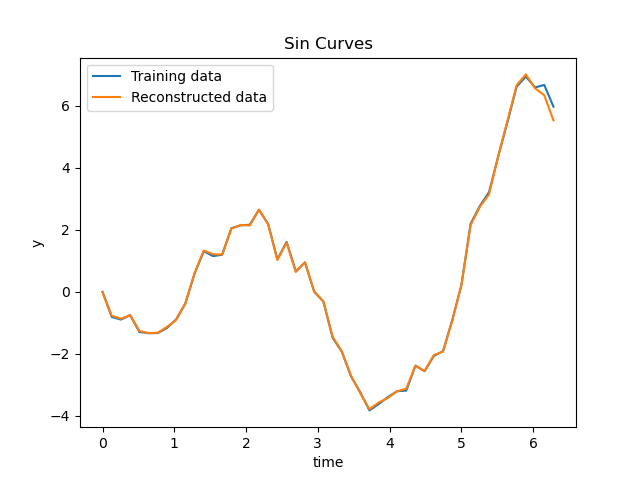 Sin Curves
Training data
Reconstructed data
6
4
2
0
−2
−4
y
0 1 2 3 4 5 6
time